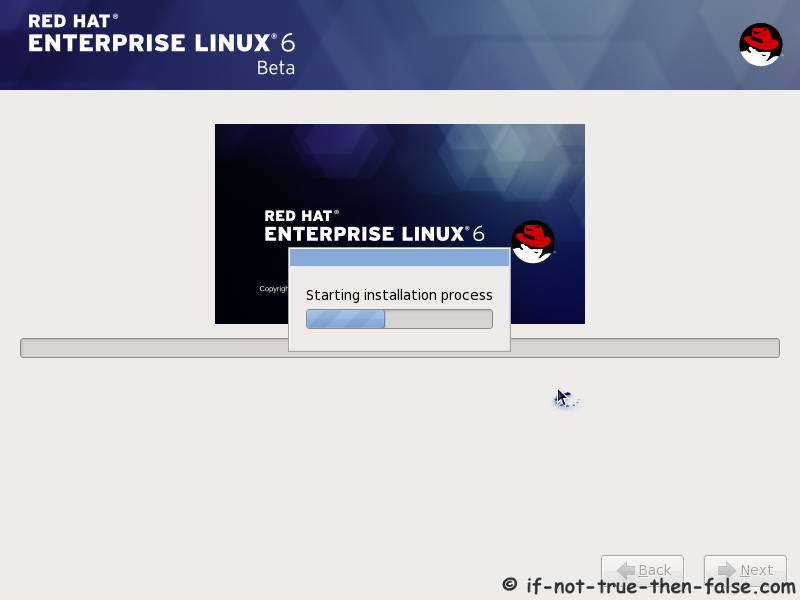 RED HAT®
ENTERPRISE LINUX® 6
Beta
RED HAT®
ENTERPRISE LINUX® 6
Copyrigh
Starting installation process
Back
Next
© if-not-true-then-false.com